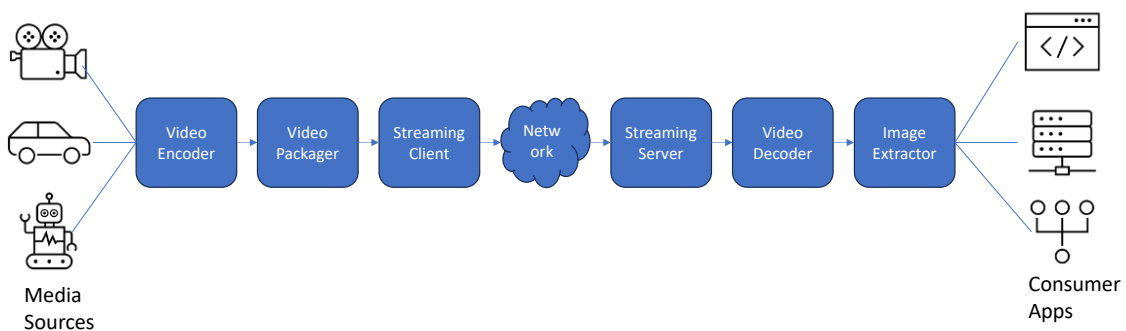 Video
Encoder
Video
Packager
Streaming
Client
Netw
ork
Streaming
Server
Video
Decoder
Image
Extractor
</>
Media
Sources
Consumer
Apps